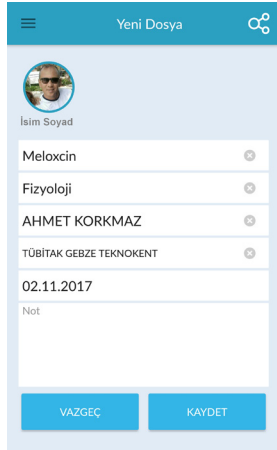 Yeni Dosya
İsim Soyad
Meloxcin
Fizyoloji
AHMET KORKMAZ
TÜBİTAK GEBZE TEKNOKENT
02.11.2017
Not
VAZGEÇ
KAYDET